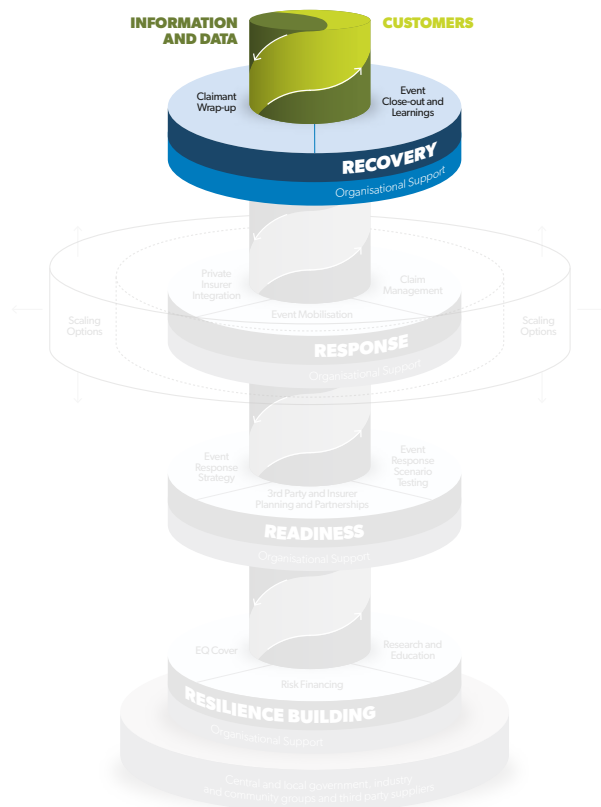 INFORMATION
AND DATA
CUSTOMERS
Claimant
Wrap-up
Event
Close-out and
Learnings
RECOVERY
Organisational Support
Private
Insurer
Integration
Claim
Management
Event Mobilisation
Scaling
Options
Scaling
Options
RESPONSE
Organisational Support
Event
Response
Strategy
Event
Response
Scenario
Testing
3rd Party and Insurer
Planning and Partnerships
READINESS
Organisational Support
EQ Cover
Research and
Education
Risk Financing
RESILIENCE BUILDING
Organisational Support
Central and local government, industry
and community groups and third party suppliers